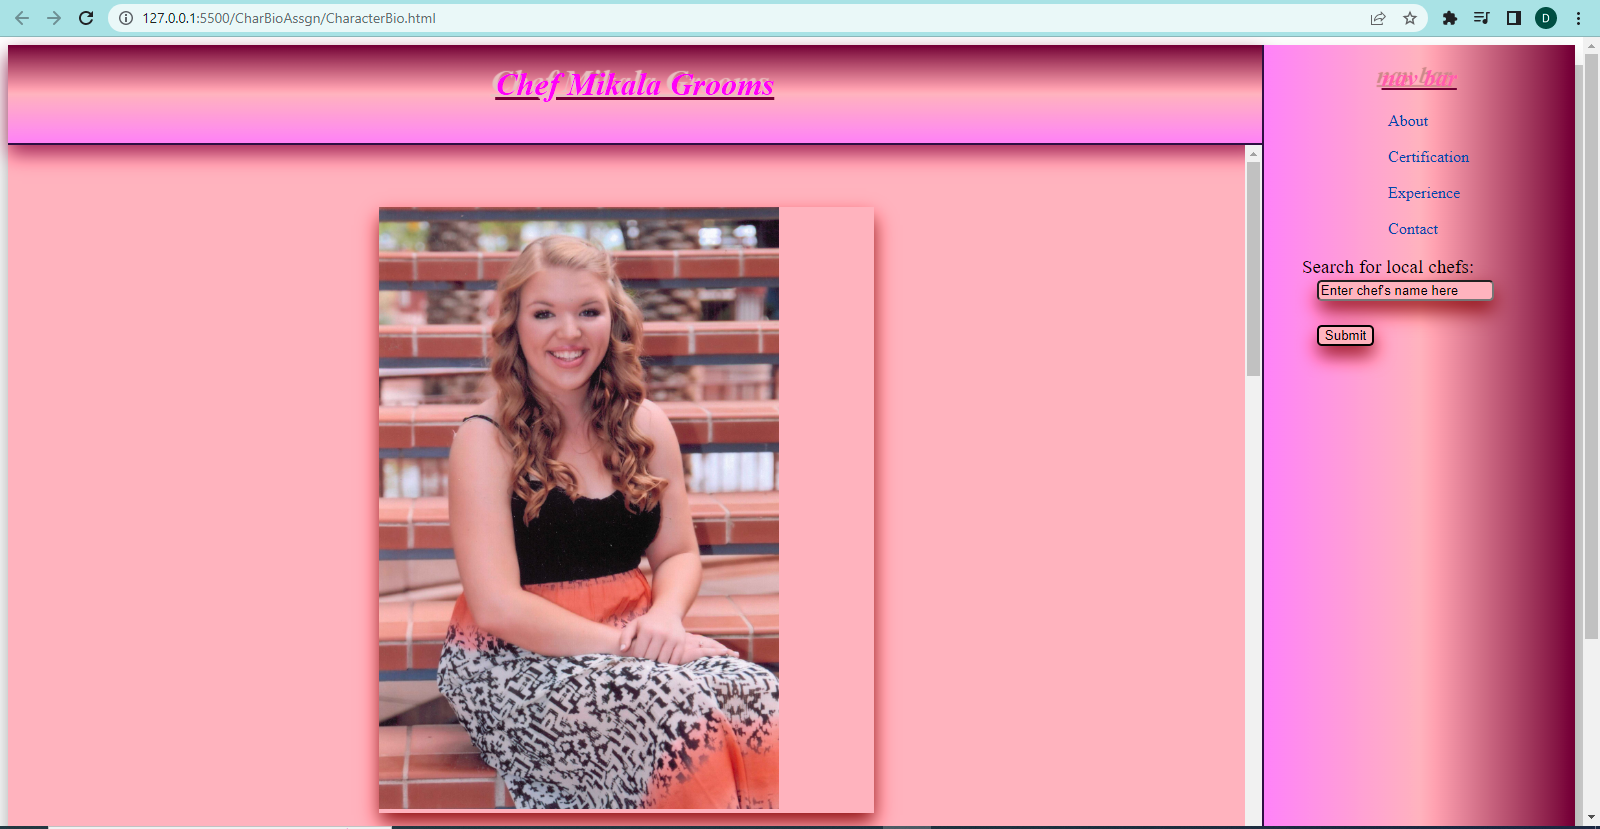 127.0.0.1:5500/CharBioAssgn/CharacterBio.html
D
Chef Mikala Grooms
nav bar
About
Certification
Experience
Contact
Search for local chefs:
Enter chef's name here
Submit